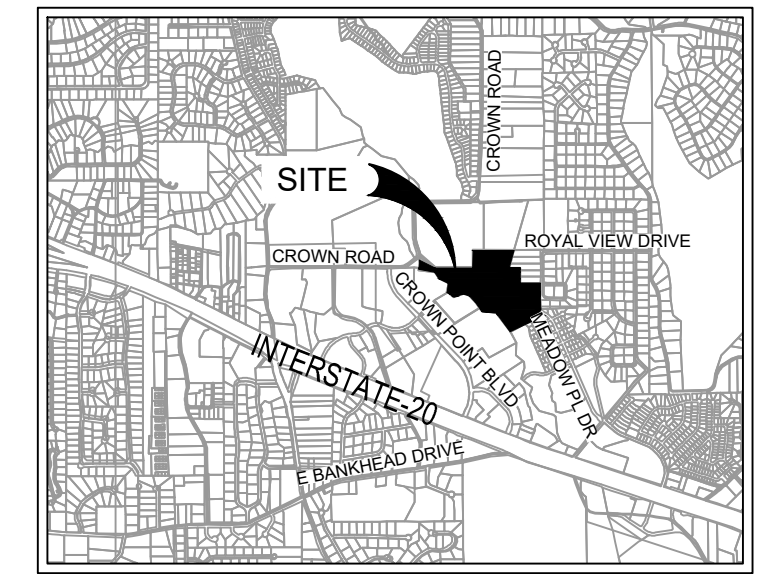 CROWN ROAD
SITE
ROYAL VIEW DRIVE
CROWN ROAD
CROWN POINT BLVD
MEADOW PL DR
INTERSTATE-20
E BANKHEAD DRIVE